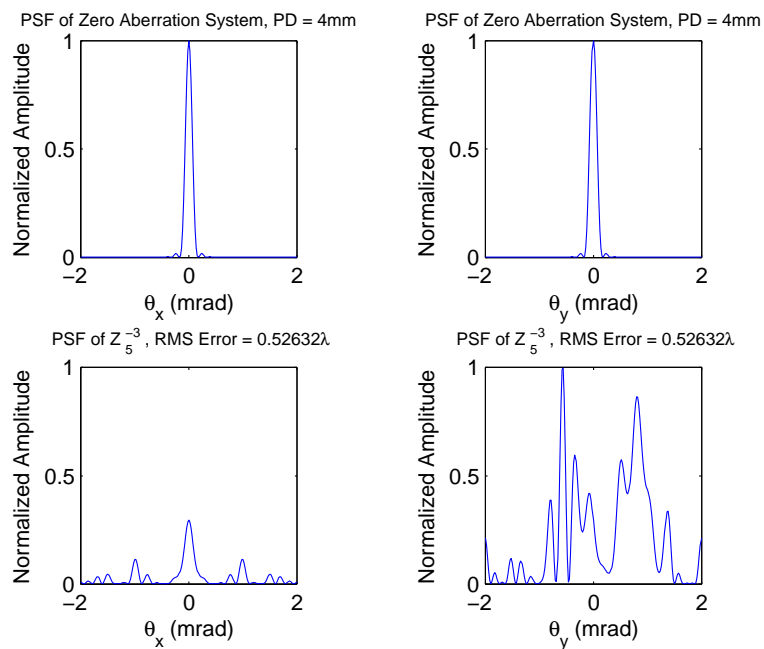 PSF of Zero Aberration System, PD = 4mm
1
0.5
0
−2
0
2
Normalized Amplitude
θx (mrad)
PSF of Zero Aberration System, PD = 4mm
1
0.5
0
−2
0
2
Normalized Amplitude
θy (mrad)
PSF of Z5−3, RMS Error = 0.52632λ
1
0.5
0
−2
0
2
Normalized Amplitude
θx (mrad)
PSF of Z5−3, RMS Error = 0.52632λ
1
0.5
0
−2
0
2
Normalized Amplitude
θy (mrad)